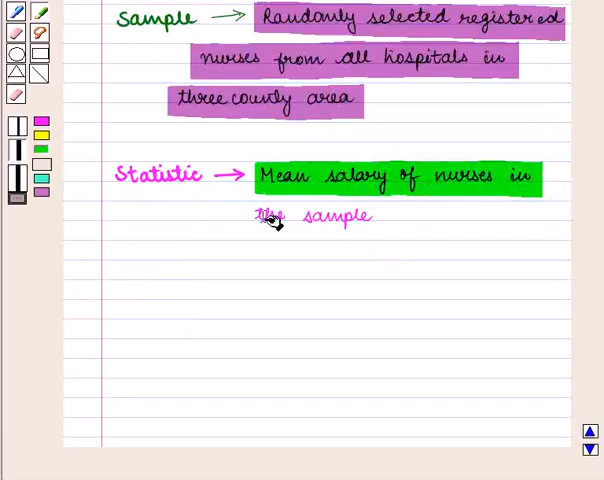 Sample → Randomly selected registered
nurses from all hospitals in
three county area
Statistic → Mean salary of nurses in
the sample